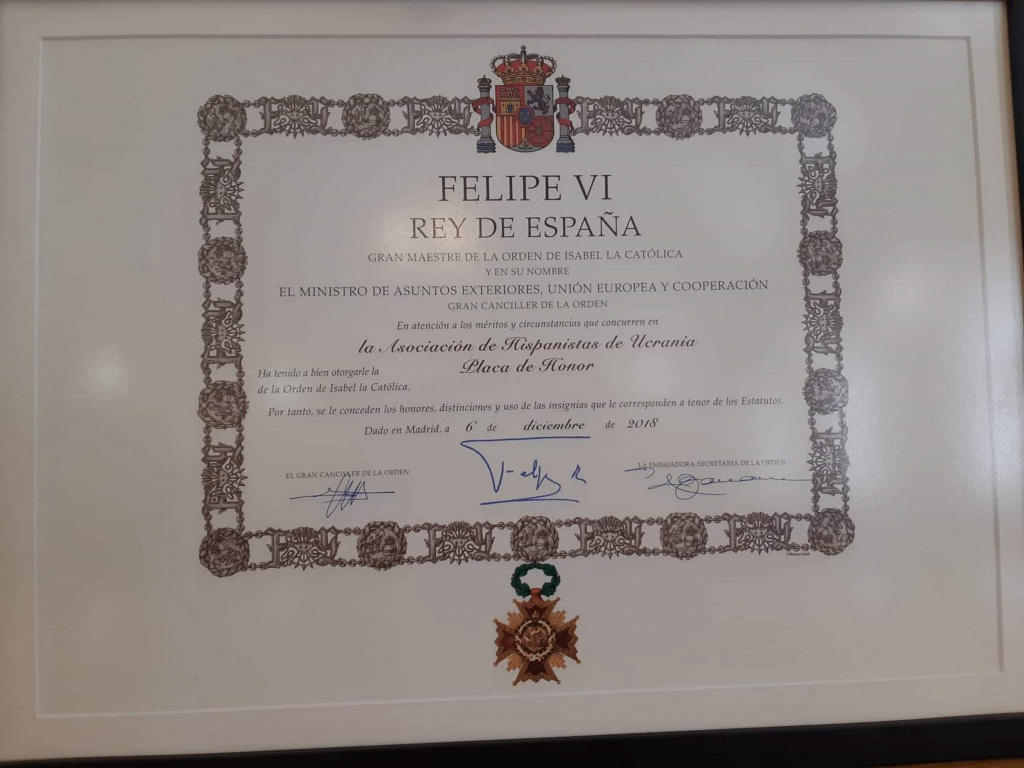 FELIPE VI
REY DE ESPAÑA
GRAN MAESTRE DE LA ORDEN DE ISABEL LA CATÓLICA
Y EN SU NOMBRE
EL MINISTRO DE ASUNTOS EXTERIORES, UNIÓN EUROPEA Y COOPERACIÓN
GRAN CANCILLER DE LA ORDEN
En atención a los méritos y circunstancias que concurren en
la Asociación de Hispanistas de Ucrania
Ha tenido a bien otorgarle la Placa de Honor
de la Orden de Isabel la Católica.
Por tanto, se le conceden los honores, distinciones y uso de las insignias que le corresponden a tenor de los Estatutos.
Dado en Madrid, a 6 de diciembre de 2018
EL GRAN CANCILLER DE LA ORDEN
LA EMBAJADORA-SECRETARIA DE LA ORDEN